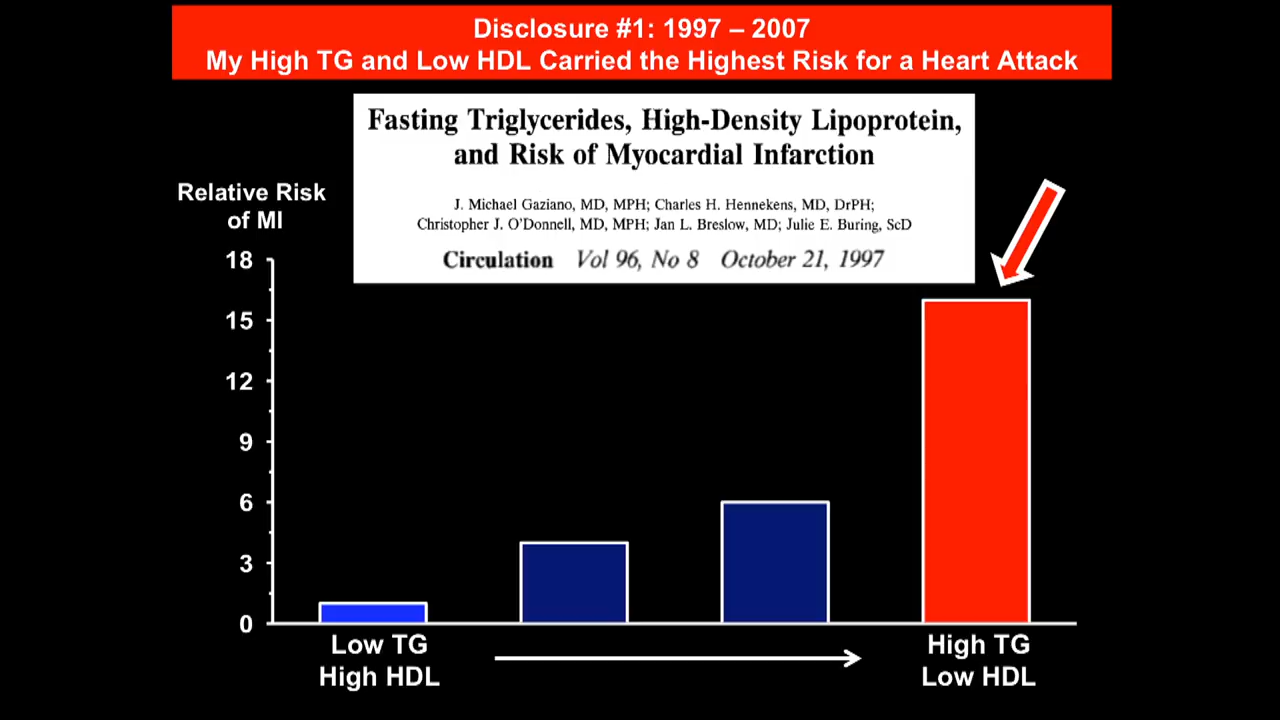 Disclosure #1: 1997 – 2007
My High TG and Low HDL Carried the Highest Risk for a Heart Attack
Fasting Triglycerides, High-Density Lipoprotein,
and Risk of Myocardial Infarction
J. Michael Gaziano, MD, MPH; Charles H. Hennekens, MD, DrPH;
Christopher J. O'Donnell, MD, MPH; Jan L. Breslow, MD; Julie E. Buring, ScD
Circulation Vol 96, No 8 October 21, 1997
Relative Risk
of MI
18
15
12
9
6
3
0
Low TG
High HDL
High TG
Low HDL